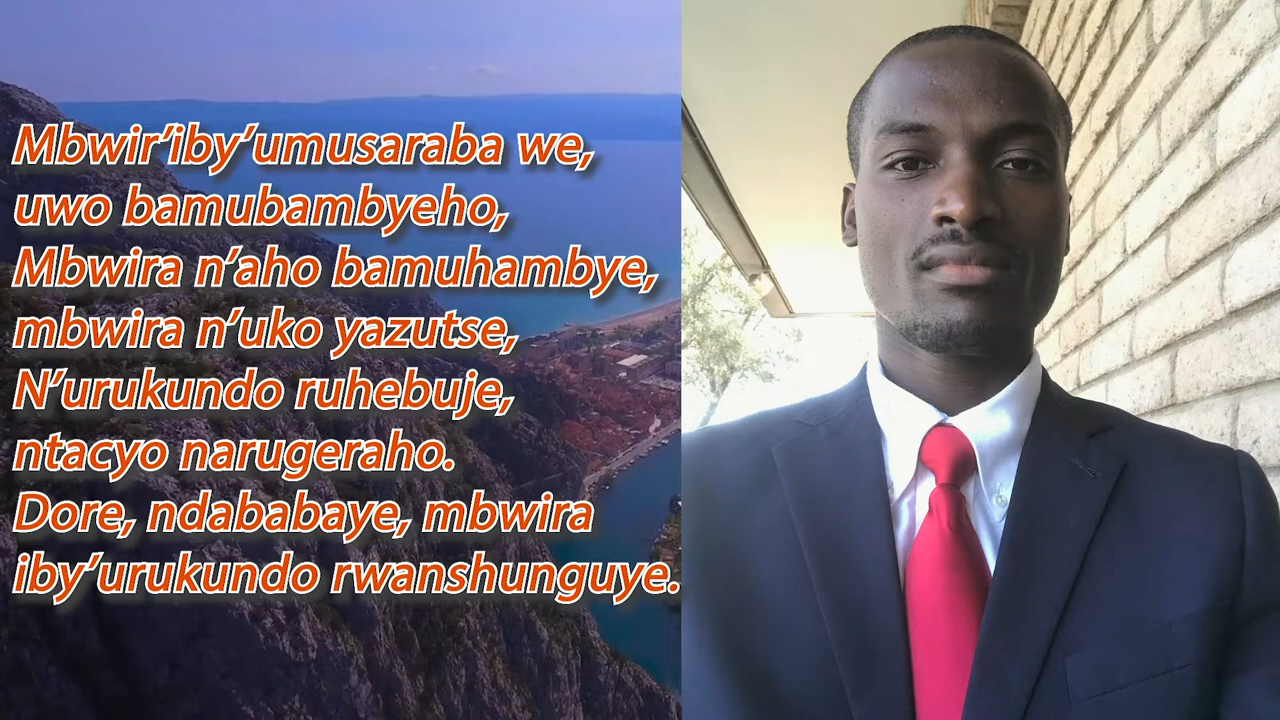 Mbwir'iby'umusaraba we,
uwo bamubambyeho,
Mbwira n'aho bamuhambye,
mbwira n'uko yazutse,
N'urukundo ruhebuje,
ntacyo narugeraho.
Dore, ndababaye, mbwira
iby'urukundo rwanshunguye.